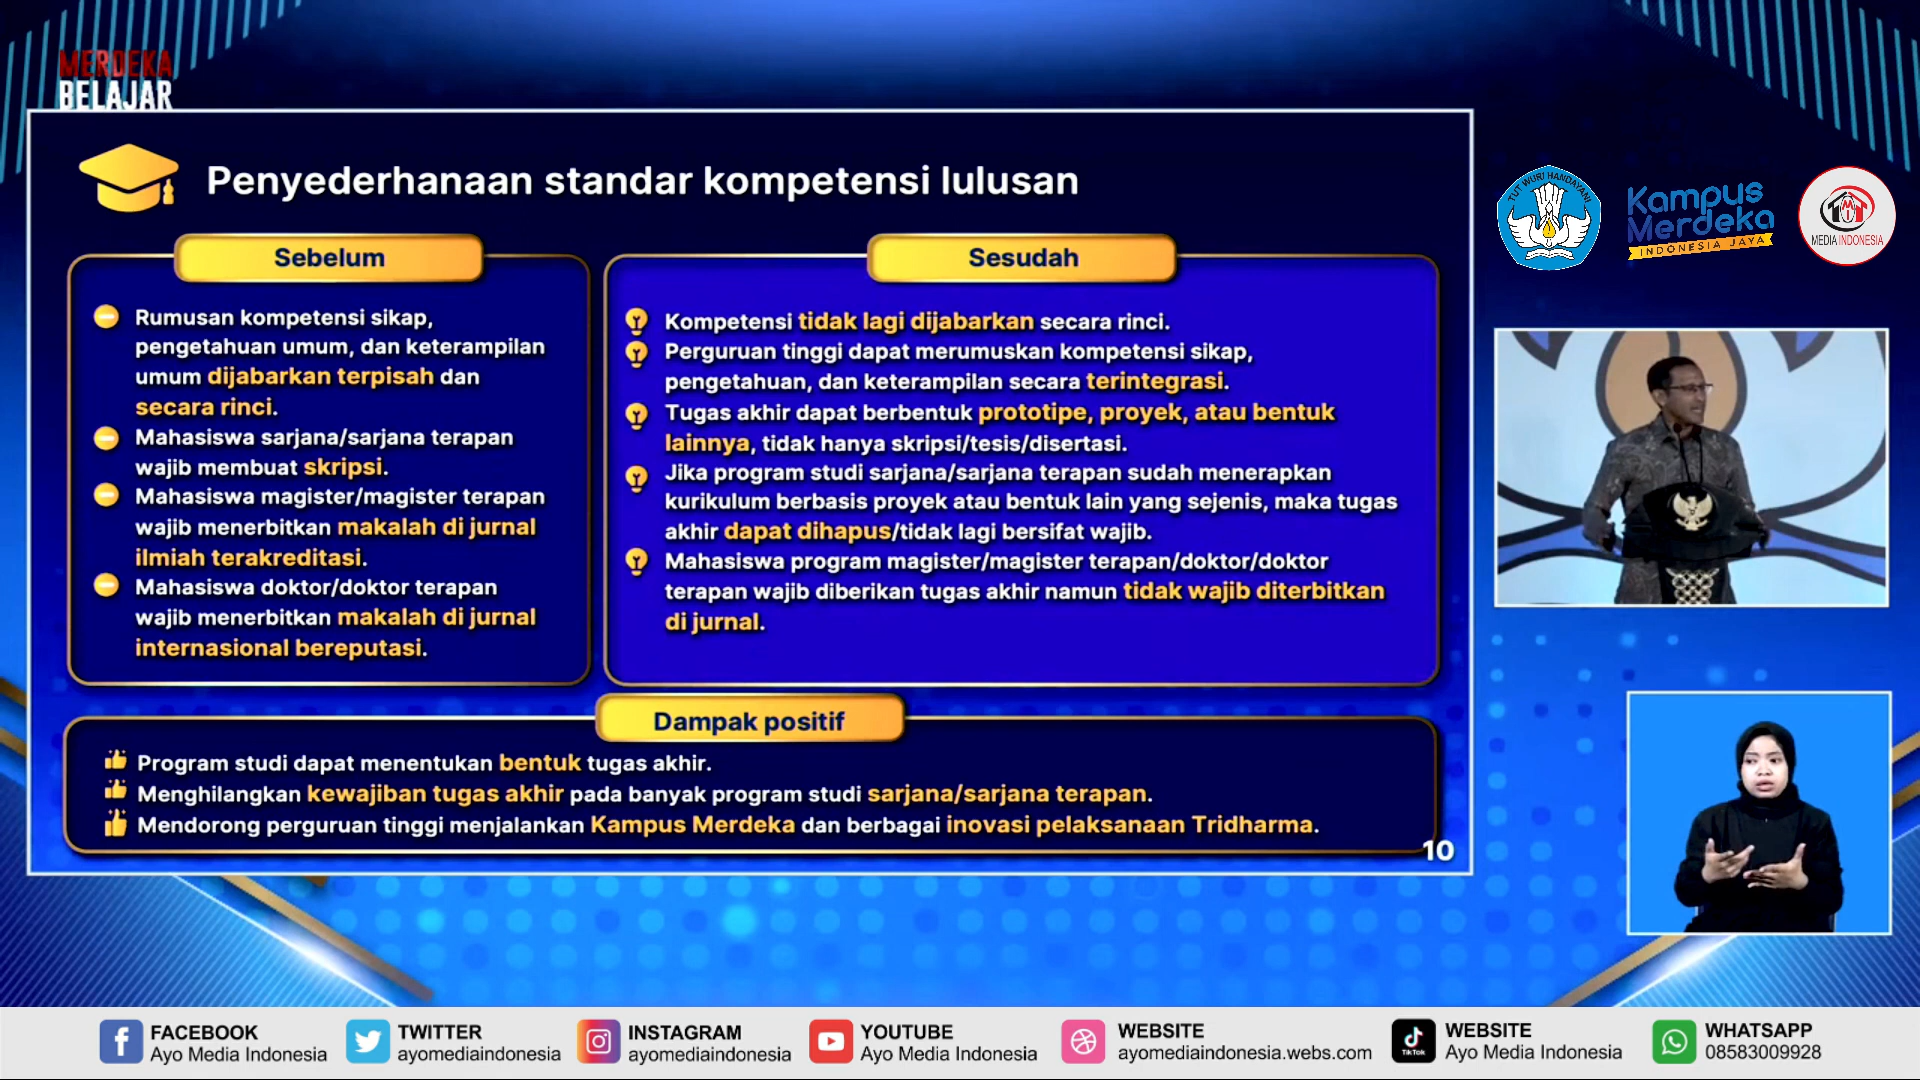 MERDEKA
BELAJAR
Penyederhanaan standar kompetensi lulusan
Sebelum
Rumusan kompetensi sikap,
pengetahuan umum, dan keterampilan
umum dijabarkan terpisah dan
secara rinci.
Mahasiswa sarjana/sarjana terapan
wajib membuat skripsi.
Mahasiswa magister/magister terapan
wajib menerbitkan makalah di jurnal
ilmiah terakreditasi.
Mahasiswa doktor/doktor terapan
wajib menerbitkan makalah di jurnal
internasional bereputasi.
Sesudah
Kompetensi tidak lagi dijabarkan secara rinci.
Perguruan tinggi dapat merumuskan kompetensi sikap,
pengetahuan, dan keterampilan secara terintegrasi.
Tugas akhir dapat berbentuk prototipe, proyek, atau bentuk
lainnya, tidak hanya skripsi/tesis/disertasi.
Jika program studi sarjana/sarjana terapan sudah menerapkan
kurikulum berbasis proyek atau bentuk lain yang sejenis, maka tugas
akhir dapat dihapus/tidak lagi bersifat wajib.
Mahasiswa program magister/magister terapan/doktor/doktor
terapan wajib diberikan tugas akhir namun tidak wajib diterbitkan
di jurnal.
Dampak positif
Program studi dapat menentukan bentuk tugas akhir.
Menghilangkan kewajiban tugas akhir pada banyak program studi sarjana/sarjana terapan.
Mendorong perguruan tinggi menjalankan Kampus Merdeka dan berbagai inovasi pelaksanaan Tridharma.
10
TUT WURI HANDAYANI
Kampus
Merdeka
INDONESIA JAYA
MEDIA INDONESIA
FACEBOOK
Ayo Media Indonesia
TWITTER
ayomediaindonesia
INSTAGRAM
ayomediaindonesia
YOUTUBE
Ayo Media Indonesia
WEBSITE
ayomediaindonesia.webs.com
TikTok
WEBSITE
Ayo Media Indonesia
WHATSAPP
08583009928